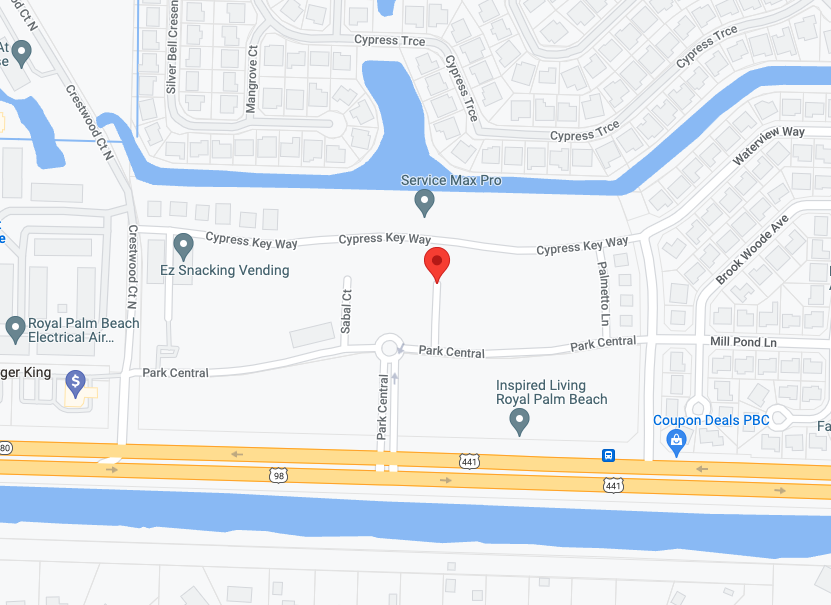 Ct N
Silver Bell Cresen
Cypress Trce
Cypress Trce
At
se
Mangrove Ct
Cypress Trce
Crestwood Ct N
Cypress Trce
Waterview Way
Service Max Pro
Cypress Key Way
Cypress Key Way
Cypress Key Way
Brook Woode Ave
e
Crestwood Ct N
Ez Snacking Vending
Palmetto Ln
Sabal Ct
Royal Palm Beach
Electrical Air...
Park Central
Park Central
Mill Pond Ln
ger King
$
Park Central
Park Central
Inspired Living
Royal Palm Beach
Coupon Deals PBC
Fa
80
441
98
441